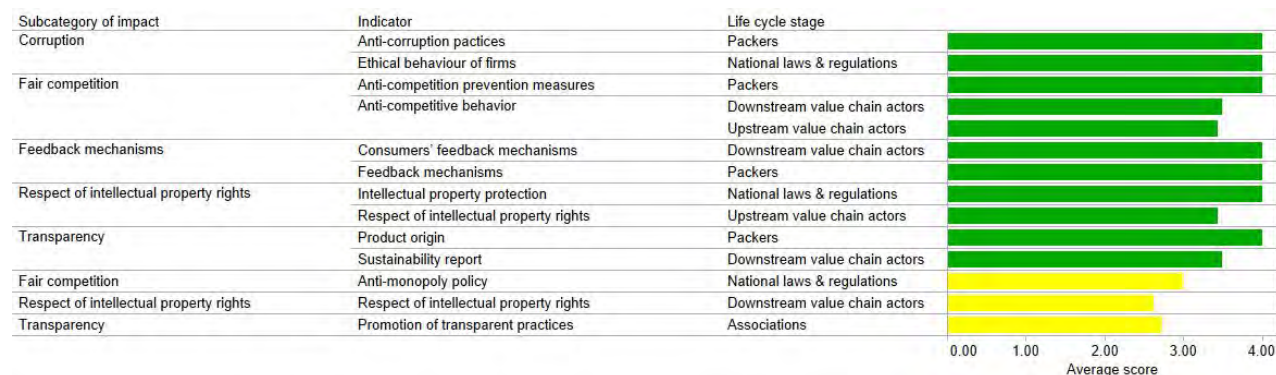 Subcategory of impact Indicator Life cycle stage
Corruption Anti-corruption pactices Packers
Ethical behaviour of firms National laws & regulations
Fair competition Anti-competition prevention measures Packers
Anti-competitive behavior Downstream value chain actors
Upstream value chain actors
Feedback mechanisms Consumers' feedback mechanisms Downstream value chain actors
Feedback mechanisms Packers
Respect of intellectual property rights Intellectual property protection National laws & regulations
Respect of intellectual property rights Upstream value chain actors
Transparency Product origin Packers
Sustainability report Downstream value chain actors
Fair competition Anti-monopoly policy National laws & regulations
Respect of intellectual property rights Respect of intellectual property rights Downstream value chain actors
Transparency Promotion of transparent practices Associations
0.00 1.00 2.00 3.00 4.00
Average score